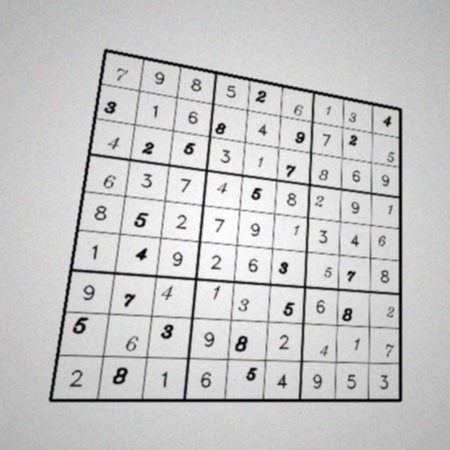 7 9 8 5 2 6 1 3 4
3 1 6 8 4 9 7 2 5
4 2 5 3 1 7 8 6 9
6 3 7 4 5 8 2 9 1
8 5 2 7 9 1 3 4 6
1 4 9 2 6 3 5 7 8
9 7 4 1 3 5 6 8 2
5 6 3 9 8 2 4 1 7
2 8 1 6 5 4 9 5 3